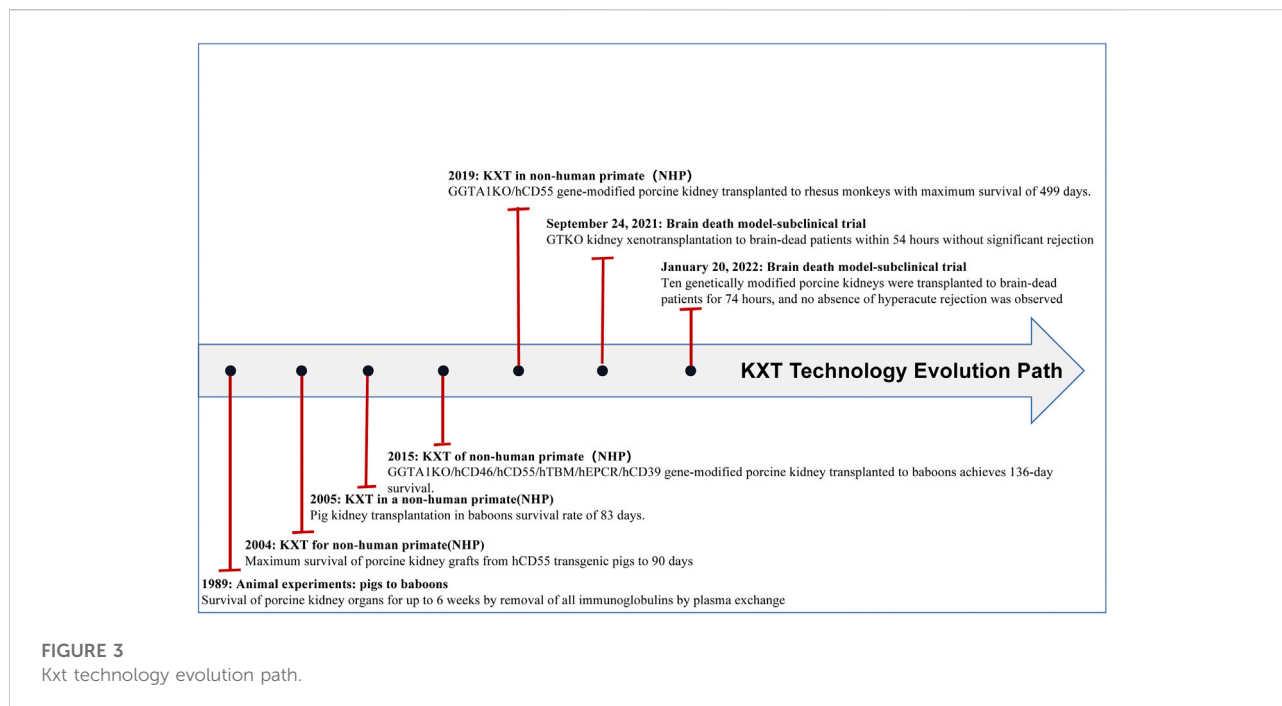 2019: KXT in non-human primate（NHP)
GGTA1KO/hCD55 gene-modified porcine kidney transplanted to rhesus monkeys with maximum survival of 499 days.
September 24, 2021: Brain death model-subclinical trial
GTKO kidney xenotransplantation to brain-dead patients within 54 hours without significant rejection
January 20, 2022: Brain death model-subclinical trial
Ten genetically modified porcine kidneys were transplanted to brain-dead
patients for 74 hours, and no absence of hyperacute rejection was observed
KXT Technology Evolution Path
2015: KXT of non-human primate（NHP)
GGTA1KO/hCD46/hCD55/hTBM/hEPCR/hCD39 gene-modified porcine kidney transplanted to baboons achieves 136-day
survival.
2005: KXT in a non-human primate(NHP)
Pig kidney transplantation in baboons survival rate of 83 days.
2004: KXT for non-human primate(NHP)
Maximum survival of porcine kidney grafts from hCD55 transgenic pigs to 90 days
1989: Animal experiments: pigs to baboons
Survival of porcine kidney organs for up to 6 weeks by removal of all immunoglobulins by plasma exchange
FIGURE 3
Kxt technology evolution path.